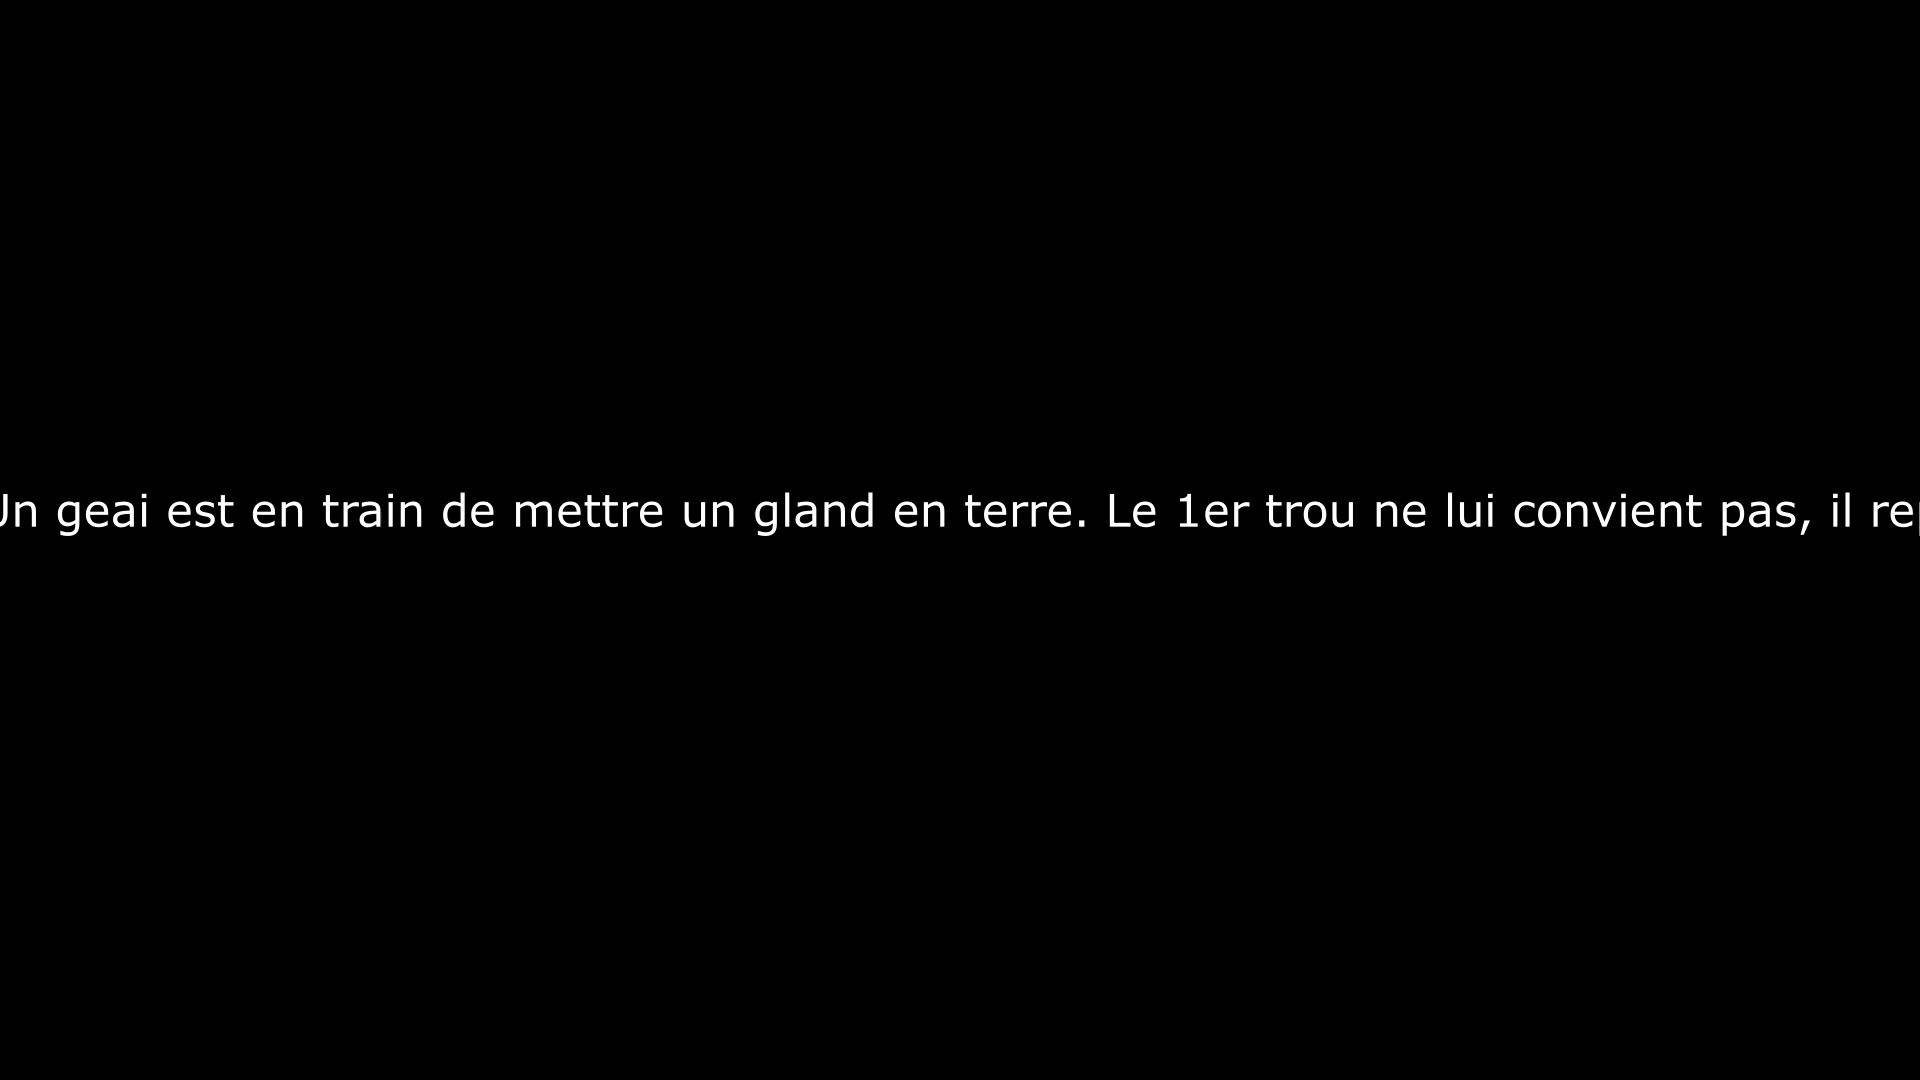 Un geai est en train de mettre un gland en terre. Le 1er trou ne lui convient pas, il